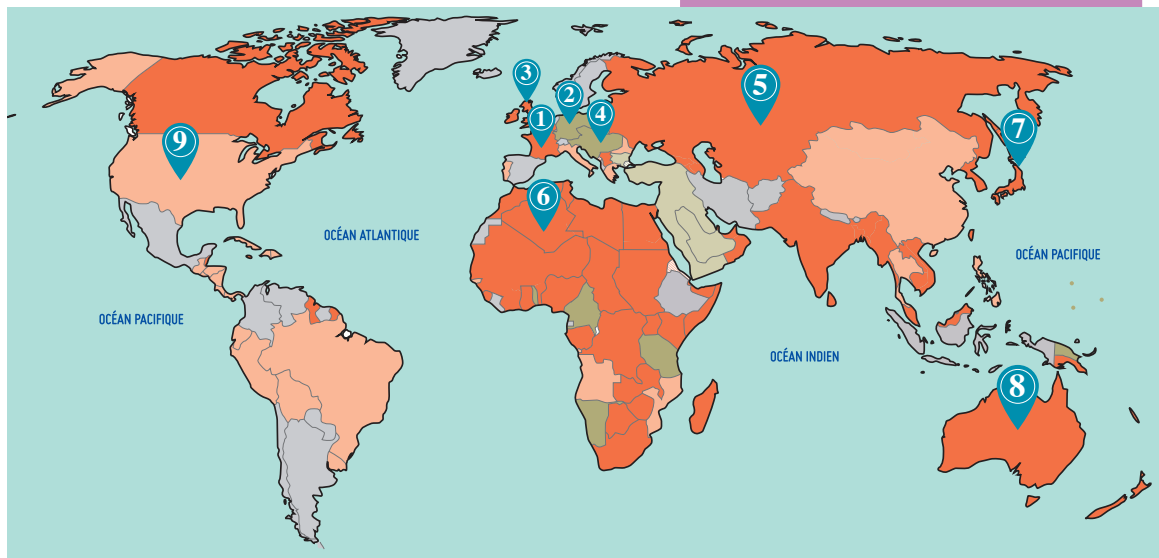 3
2
5
1
4
7
9
6
OCÉAN ATLANTIQUE
OCÉAN PACIFIQUE
OCÉAN PACIFIQUE
OCÉAN INDIEN
8